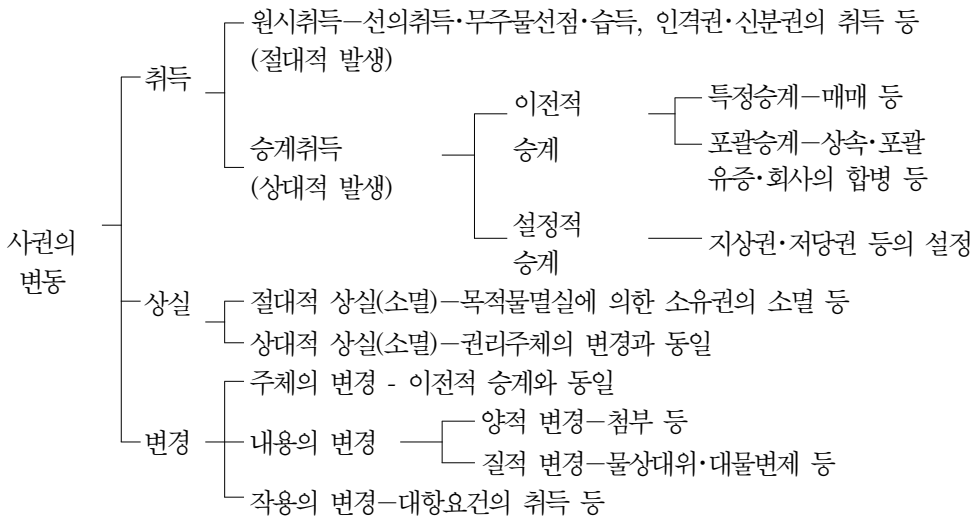 원시취득—선의취득·무주물선점·습득, 인격권·신분권의 취득 등
(절대적 발생)
취득
이전적
승계
특정승계—매매 등
승계취득
(상대적 발생)
포괄승계—상속·포괄
유증·회사의 합병 등
설정적
승계
지상권·저당권 등의 설정
사권의
변동
상실
절대적 상실(소멸)—목적물멸실에 의한 소유권의 소멸 등
상대적 상실(소멸)—권리주체의 변경과 동일
주체의 변경 - 이전적 승계와 동일
변경
내용의 변경
양적 변경—첨부 등
질적 변경—물상대위·대물변제 등
작용의 변경—대항요건의 취득 등